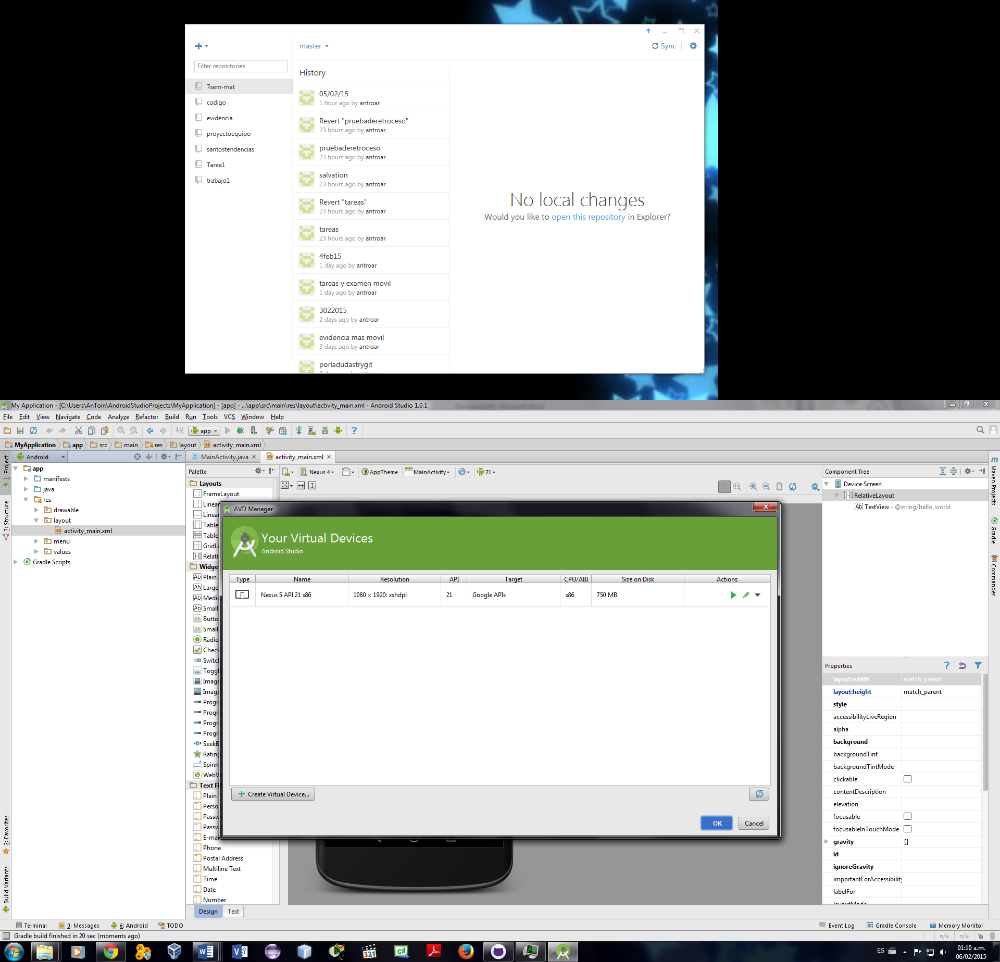 master
Sync
Filter repositories
7sem-mat
codigo
evidencia
proyectoequipo
santostendencias
Tarea1
trabajo1
History
05/02/15
1 hour ago by antroar
Revert "pruebaderetroceso"
23 hours ago by antroar
pruebaderetroceso
23 hours ago by antroar
salvation
23 hours ago by antroar
Revert "tareas"
23 hours ago by antroar
tareas
23 hours ago by antroar
4feb15
1 day ago by antroar
tareas y examen movil
1 day ago by antroar
3022015
2 days ago by antroar
evidencia mas movil
3 days ago by antroar
porladudastrygit
No local changes
Would you like to open this repository in Explorer?
My Application - [C:\Users\AnToin\AndroidStudioProjects\MyApplication] - [app] - ...\app\src\main\res\layout\activity_main.xml - Android Studio 1.0.1
File Edit View Navigate Code Analyze Refactor Build Run Tools VCS Window Help
app
MyApplication app src main res layout activity_main.xml
1: Project
7: Structure
2: Favorites
Build Variants
Android
app
manifests
java
res
drawable
layout
activity_main.xml
menu
values
Gradle Scripts
MainActivity.java activity_main.xml
Palette
Layouts
FrameLayout
Linea
Linea
Table
Table
GridLa
Relati
Widge
Plain
Large
Mediu
Small
Butto
Small
Radio
Check
Switc
Toggl
Image
Image
Progr
Progr
Progr
Progr
SeekB
Rating
Spinn
WebV
Text Fi
Plain
Perso
Passw
Passw
E-mai
Phone
Postal Address
Multiline Text
Time
Date
Number
Design Text
Nexus 4 AppTheme MainActivity 21
AVD Manager
Your Virtual Devices
Android Studio
Type Name Resolution API Target CPU/ABI Size on Disk Actions
Nexus 5 API 21 x86 1080 × 1920: xxhdpi 21 Google APIs x86 750 MB
Create Virtual Device...
OK Cancel
Component Tree
Device Screen
RelativeLayout
Ab TextView - @string/hello_world
Properties
layout:width match_parent
layout:height match_parent
style
accessibilityLiveRegion
alpha
background
backgroundTint
backgroundTintMode
clickable
contentDescription
elevation
focusable
focusableInTouchMode
gravity []
id
ignoreGravity
importantForAccessibility
labelFor
layoutMode
Maven Projects
Gradle
Commander
Terminal 0: Messages 6: Android TODO
Event Log Gradle Console Memory Monitor
Gradle build finished in 20 sec (moments ago)
n/a n/a
ES
01:10 a.m.
06/02/2015